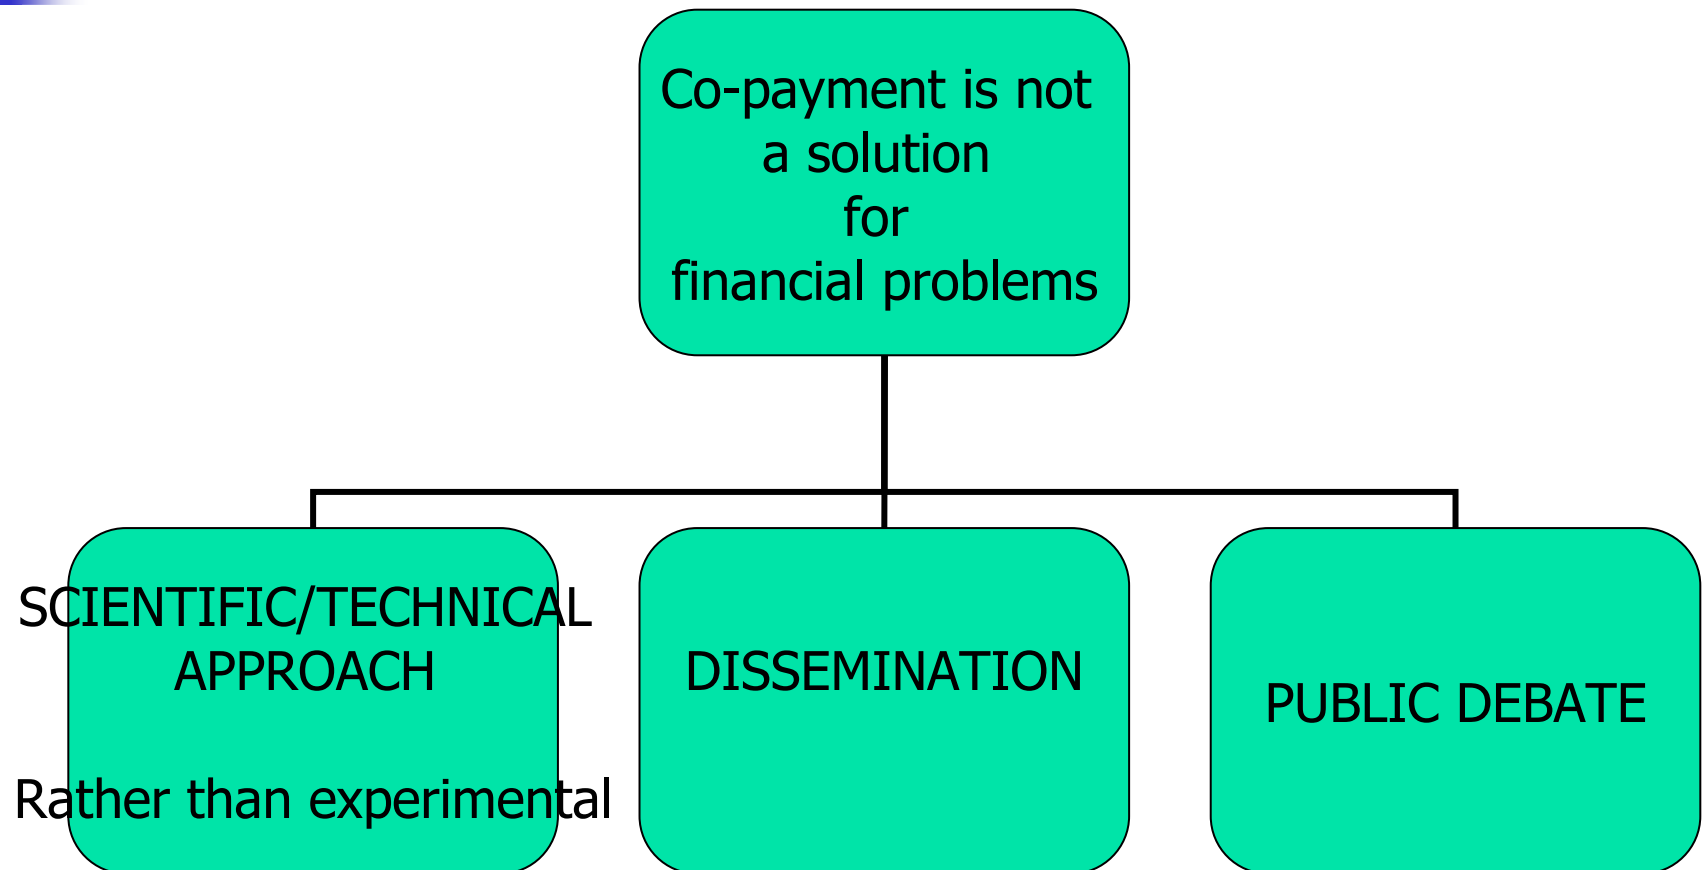 Co-payment is not
a solution
for
financial problems
SCIENTIFIC/TECHNICAL
APPROACH
Rather than experimental
DISSEMINATION
PUBLIC DEBATE